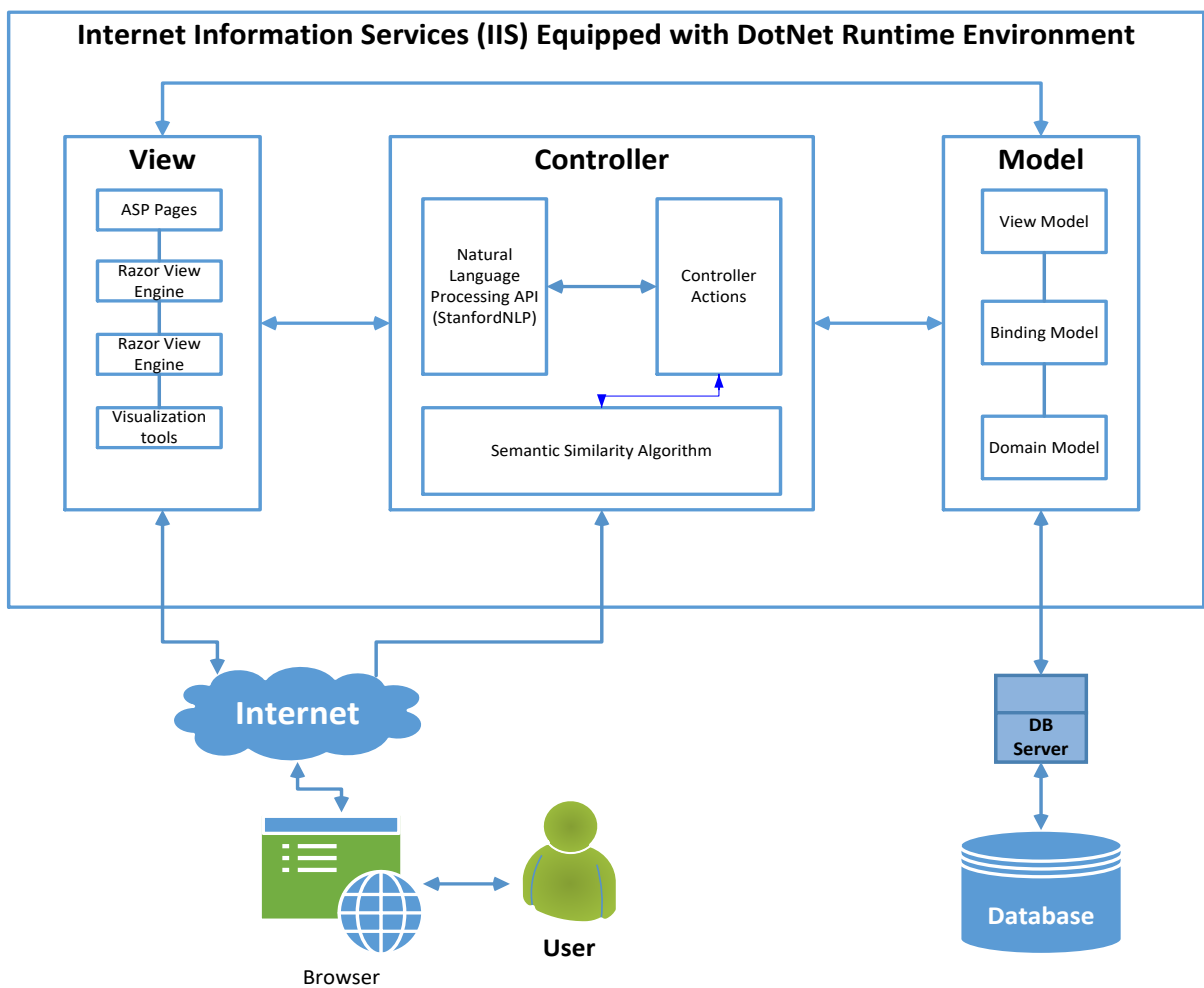 Internet Information Services (IIS) Equipped with DotNet Runtime Environment
View
ASP Pages
Razor View
Engine
Razor View
Engine
Visualization
tools
Controller
Natural
Language
Processing API
(StanfordNLP)
Controller
Actions
Semantic Similarity Algorithm
Model
View Model
Binding Model
Domain Model
Internet
DB
Server
Browser
User
Database